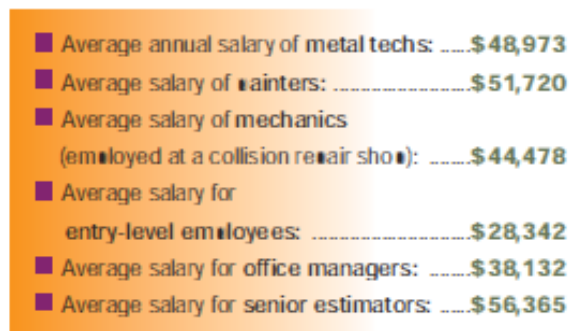 Average annual salary of metal techs: ......$48,973
Average salary of painters: ..........................$51,720
Average salary of mechanics
(employed at a collision repair shop): ........$44,478
Average salary for
entry-level employees: ..............................$28,342
Average salary for office managers: ........$38,132
Average salary for senior estimators: ......$56,365